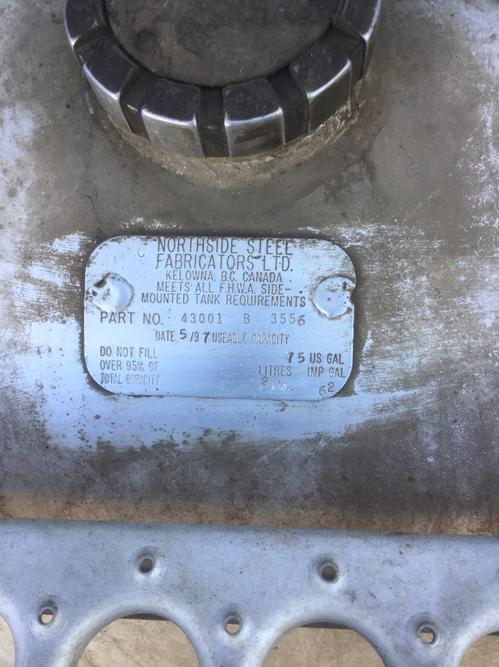 NORTHSIDE STEEL
FABRICATORS LTD.
KELOWNA, B.C. CANADA
MEETS ALL F.H.W.A. SIDE-
MOUNTED TANK REQUIREMENTS
PART NO. 43001 B 3556
DATE 5/97 USEABLE CAPACITY
DO NOT FILL 75 US GAL
OVER 95% OF LITRES IMP GAL
TOTAL CAPACITY 62